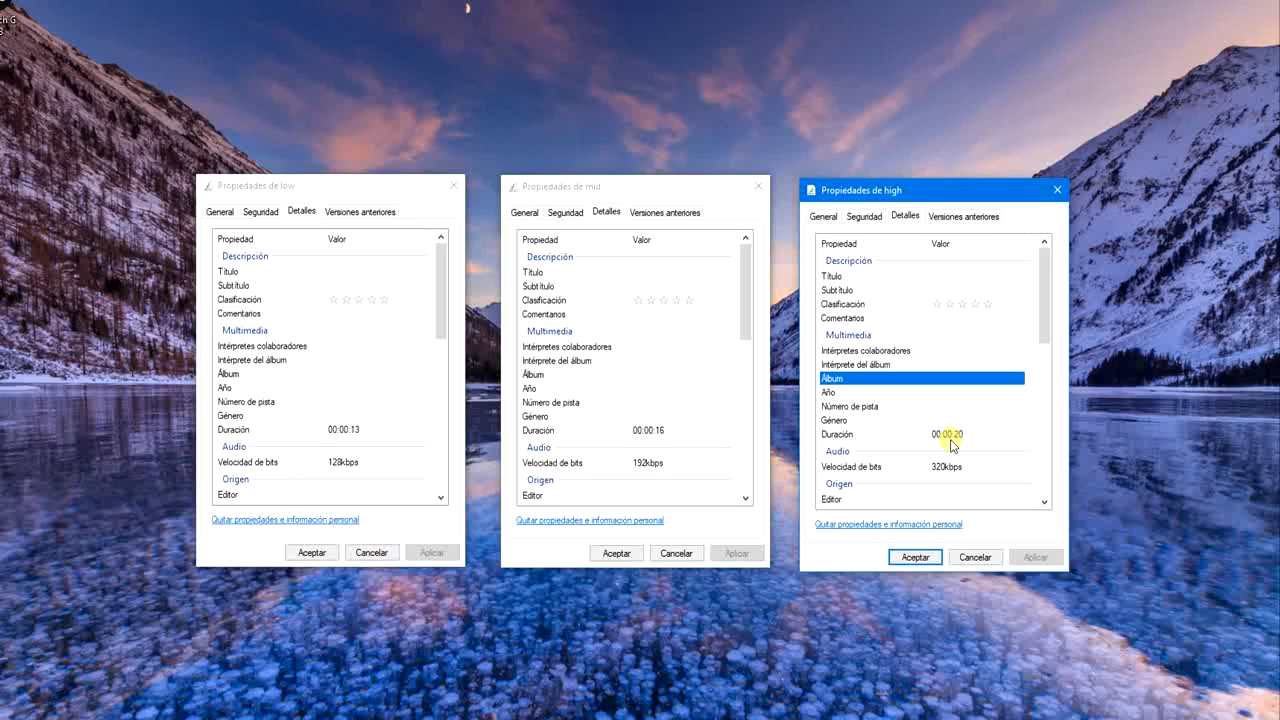 ch G
3
Propiedades de low
General Seguridad Detalles Versiones anteriores
Propiedad Valor
Descripción
Título
Subtítulo
Clasificación
Comentarios
Multimedia
Intérpretes colaboradores
Intérprete del álbum
Álbum
Año
Número de pista
Género
Duración 00:00:13
Audio
Velocidad de bits 128kbps
Origen
Editor
Quitar propiedades e información personal
Aceptar Cancelar Aplicar
Propiedades de mid
General Seguridad Detalles Versiones anteriores
Propiedad Valor
Descripción
Título
Subtítulo
Clasificación
Comentarios
Multimedia
Intérpretes colaboradores
Intérprete del álbum
Álbum
Año
Número de pista
Género
Duración 00:00:16
Audio
Velocidad de bits 192kbps
Origen
Editor
Quitar propiedades e información personal
Aceptar Cancelar Aplicar
Propiedades de high
General Seguridad Detalles Versiones anteriores
Propiedad Valor
Descripción
Título
Subtítulo
Clasificación
Comentarios
Multimedia
Intérpretes colaboradores
Intérprete del álbum
Álbum
Año
Número de pista
Género
Duración 00:00:20
Audio
Velocidad de bits 320kbps
Origen
Editor
Quitar propiedades e información personal
Aceptar Cancelar Aplicar